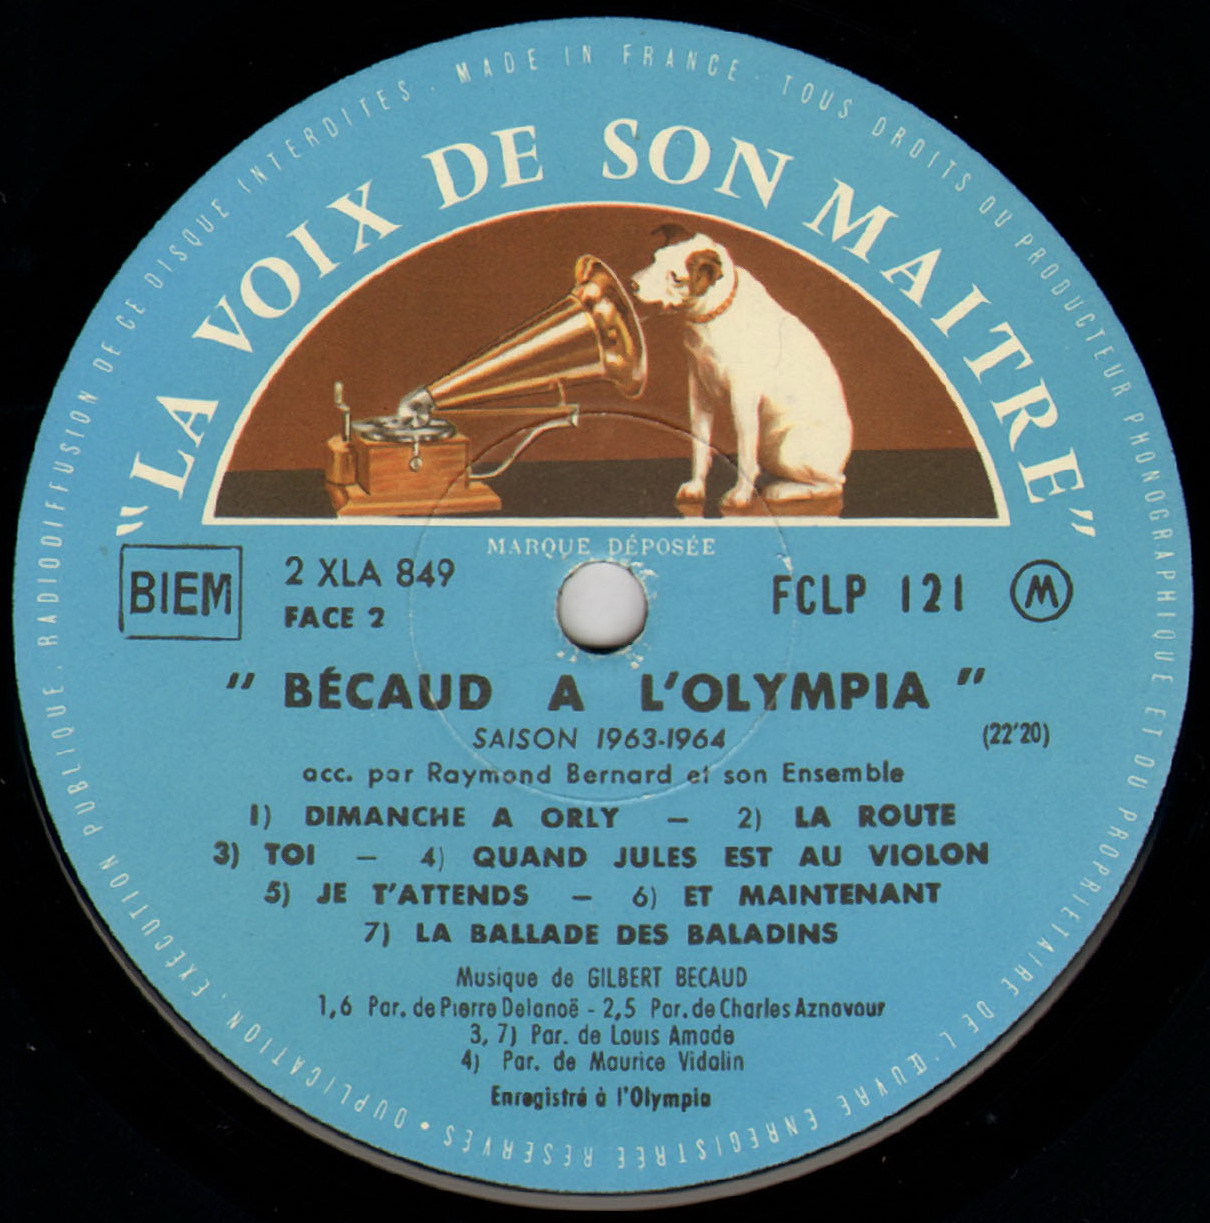 MADE IN FRANCE · TOUS DROITS DU PRODUCTEUR PHONOGRAPHIQUE ET DU PROPRIÉTAIRE DE L'ŒUVRE ENREGISTRÉE RÉSERVÉS • DUPLICATION . EXÉCUTION PUBLIQUE . RADIODIFFUSION DE CE DISQUE INTERDITES .
"LA VOIX DE SON MAITRE"
MARQUE DÉPOSÉE
BIEM
2 XLA 849
FACE 2
FCLP 121
M
" BÉCAUD A L'OLYMPIA "
SAISON 1963-1964
(22'20)
acc. par Raymond Bernard et son Ensemble
1) DIMANCHE A ORLY — 2) LA ROUTE
3) TOI — 4) QUAND JULES EST AU VIOLON
5) JE T'ATTENDS — 6) ET MAINTENANT
7) LA BALLADE DES BALADINS
Musique de GILBERT BECAUD
1,6 Par. de Pierre Delanoë - 2,5 Par. de Charles Aznavour
3, 7) Par. de Louis Amade
4) Par. de Maurice Vidalin
Enregistré à l'Olympia